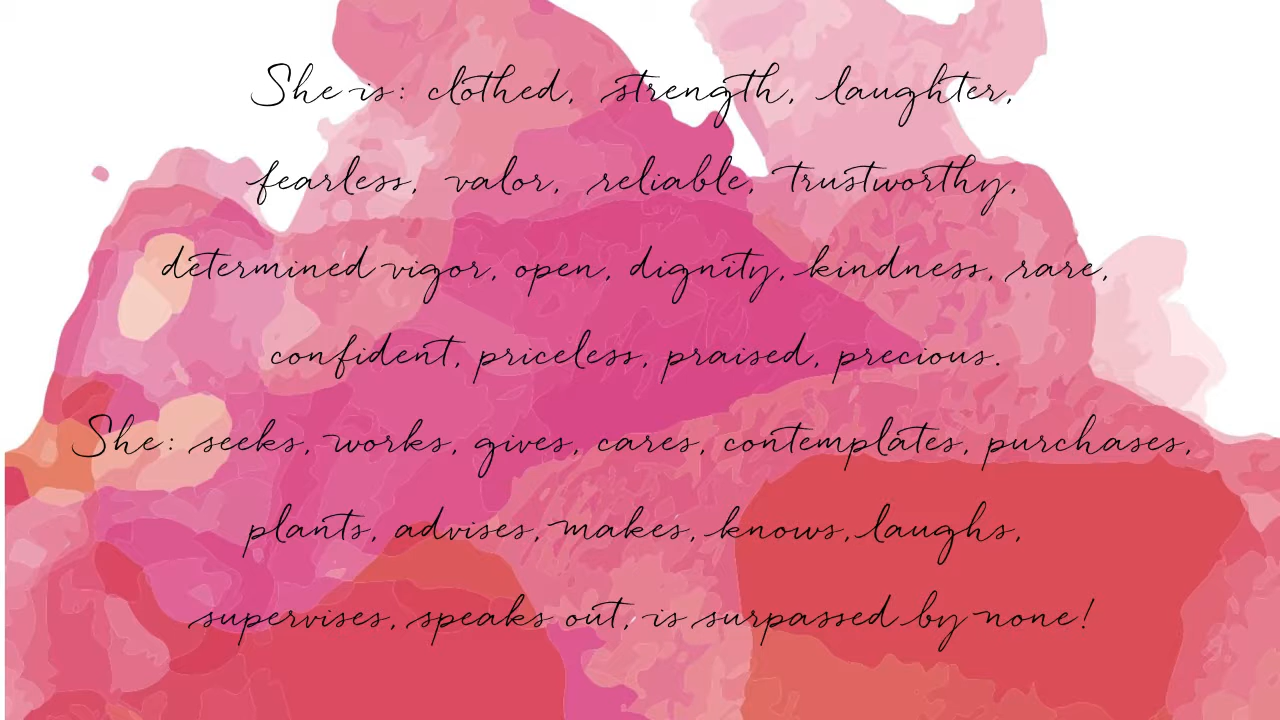 She is: clothed, strength, laughter,
fearless, valor, reliable, trustworthy,
determined vigor, open, dignity, kindness, rare,
confident, priceless, praised, precious.
She: seeks, works, gives, cares, contemplates, purchases,
plants, advises, makes, knows, laughs,
supervises, speaks out, is surpassed by none!